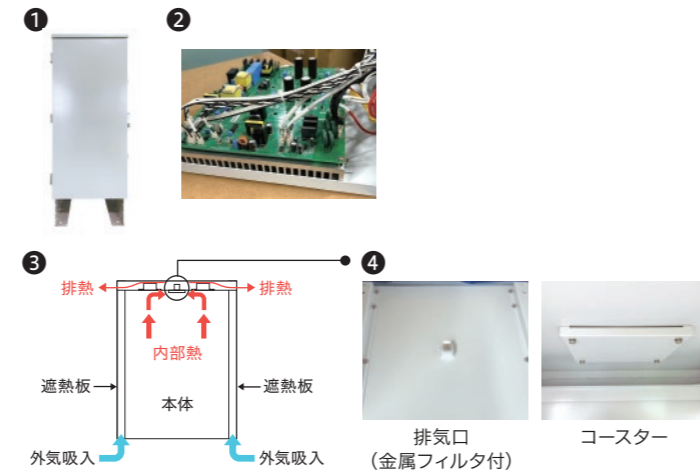 ❶
❷
❸
排熱
排熱
内部熱
遮熱板
遮熱板
本体
外気吸入
外気吸入
❹
排気口
（金属フィルタ付）
コースター